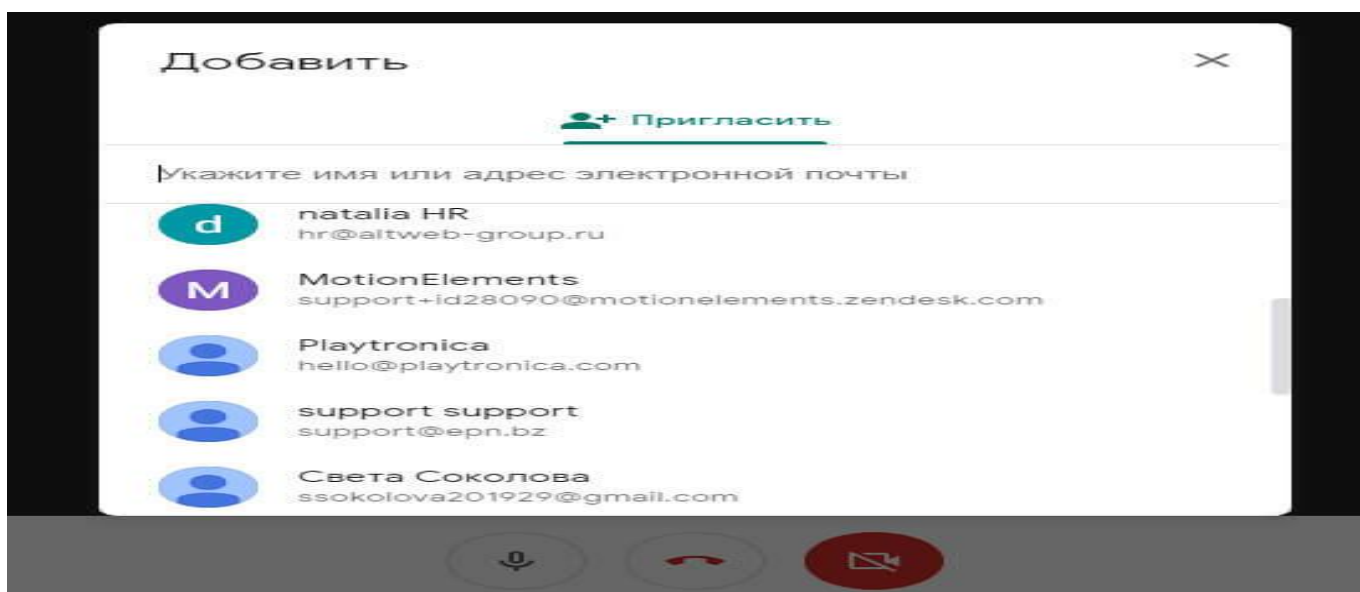 Добавить
Пригласить
Укажите имя или адрес электронной почты
d
natalia HR
hr@altweb-group.ru
M
MotionElements
support+id28090@motionelements.zendesk.com
Playtronica
hello@playtronica.com
support support
support@epn.bz
Света Соколова
ssokolova201929@gmail.com